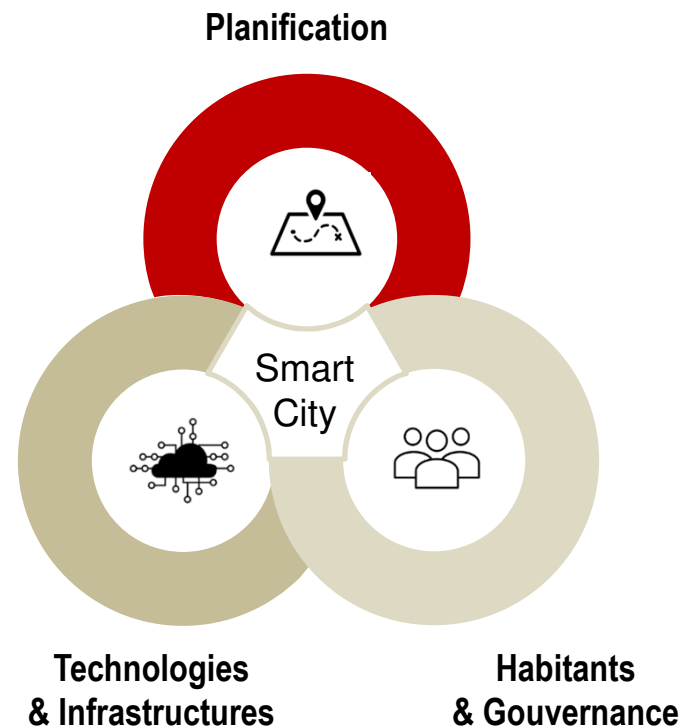 Planification
Smart
City
Technologies
& Infrastructures
Habitants
& Gouvernance